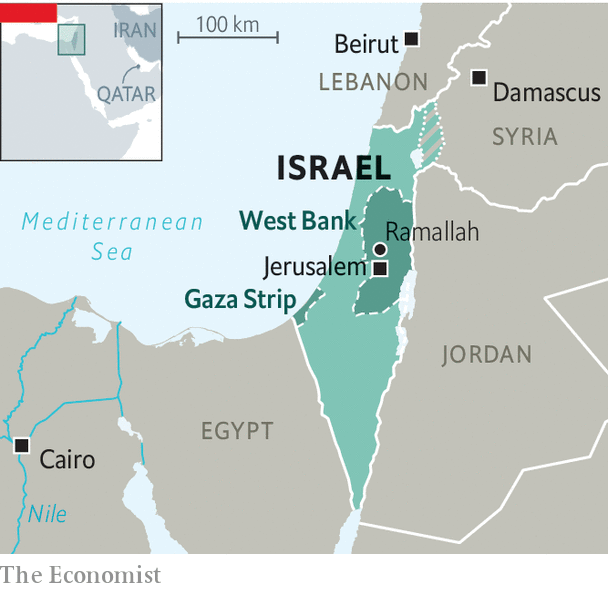 IRAN
QATAR
100 km
Beirut
LEBANON
Damascus
SYRIA
ISRAEL
Mediterranean
Sea
West Bank
Ramallah
Jerusalem
Gaza Strip
JORDAN
EGYPT
Cairo
Nile
The Economist